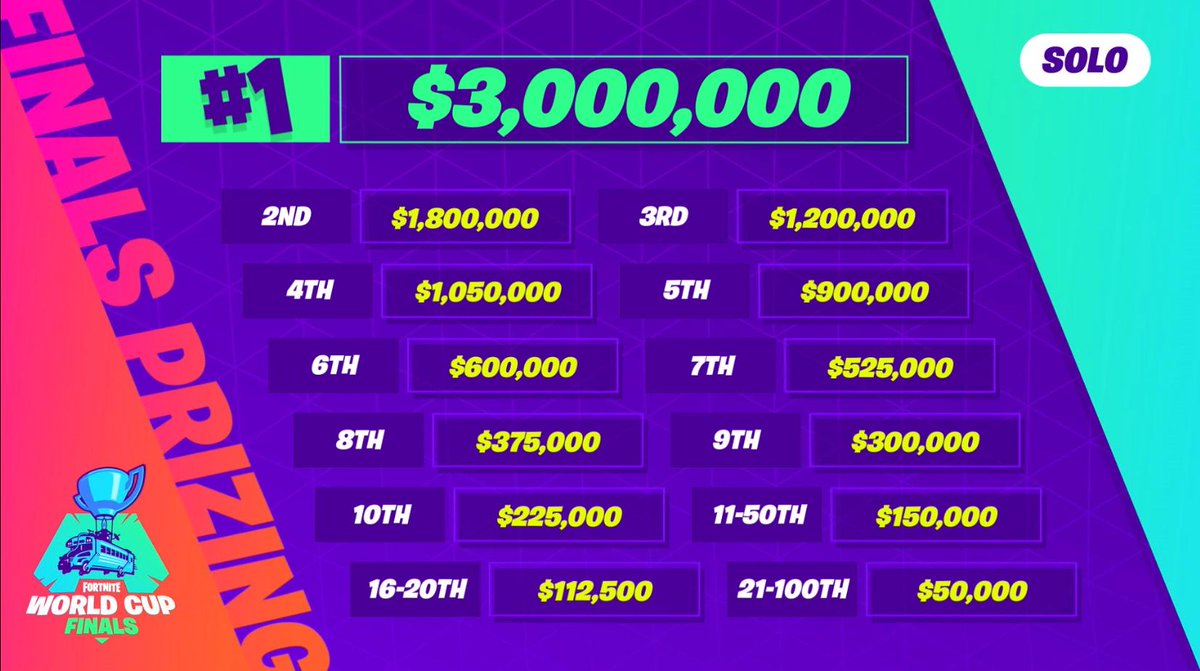 FINALS PRIZING
SOLO
#1 $3,000,000
2ND $1,800,000 3RD $1,200,000
4TH $1,050,000 5TH $900,000
6TH $600,000 7TH $525,000
8TH $375,000 9TH $300,000
10TH $225,000 11-50TH $150,000
16-20TH $112,500 21-100TH $50,000
FORTNITE
WORLD CUP
FINALS